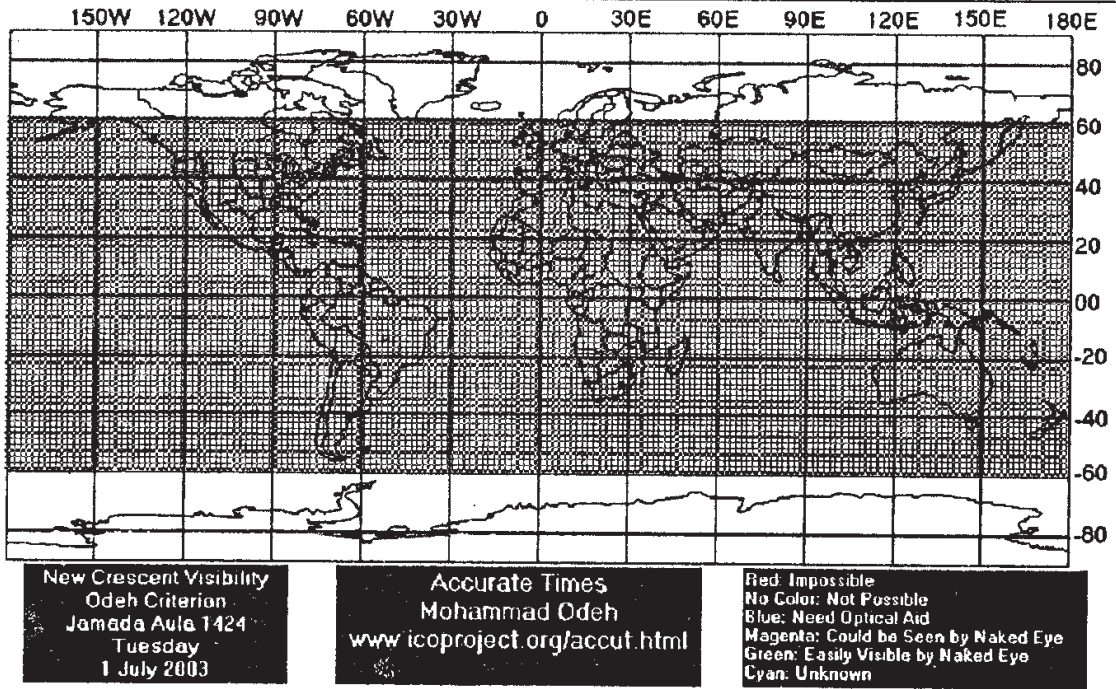 150W 120W 90W 60W 30W 0 30E 60E 90E 120E 150E 180E
80
60
40
20
00
-20
-40
-60
-80
New Crescent Visibility
Odeh Criterion
Jamada Aula 1424
Tuesday
1 July 2003
Accurate Times
Mohammad Odeh
www.icoproject.org/accut.html
Red: Impossible
No Color: Not Possible
Blue: Need Optical Aid
Magenta: Could be Seen by Naked Eye
Green: Easily Visible by Naked Eye
Cyan: Unknown